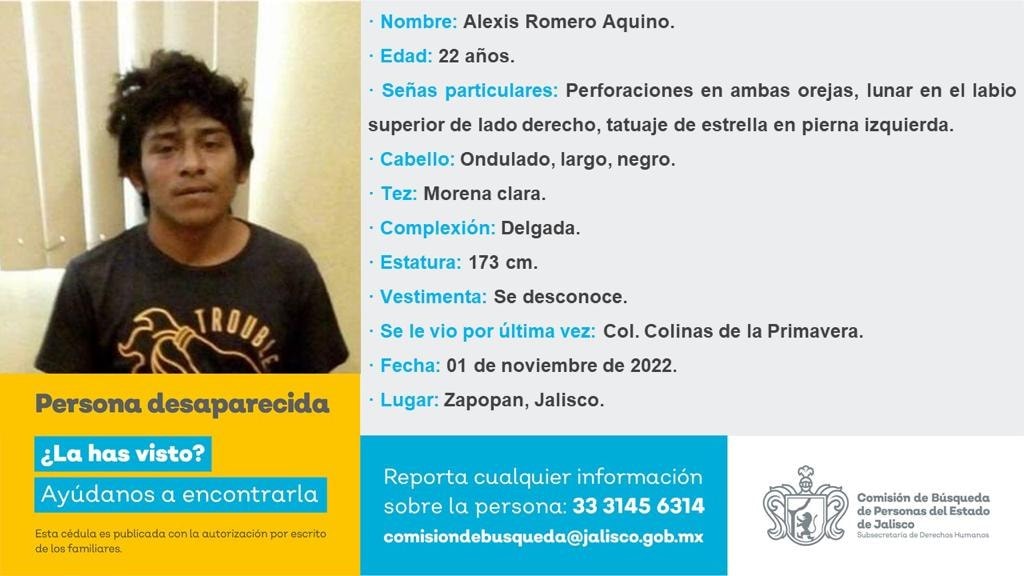 · Nombre: Alexis Romero Aquino.
· Edad: 22 años.
· Señas particulares: Perforaciones en ambas orejas, lunar en el labio
superior de lado derecho, tatuaje de estrella en pierna izquierda.
· Cabello: Ondulado, largo, negro.
· Tez: Morena clara.
· Complexión: Delgada.
· Estatura: 173 cm.
· Vestimenta: Se desconoce.
· Se le vio por última vez: Col. Colinas de la Primavera.
· Fecha: 01 de noviembre de 2022.
· Lugar: Zapopan, Jalisco.
TROUBLE
Persona desaparecida
¿La has visto?
Ayúdanos a encontrarla
Esta cédula es publicada con la autorización por escrito
de los familiares.
Reporta cualquier información
sobre la persona: 33 3145 6314
comisiondebusqueda@jalisco.gob.mx
Comisión de Búsqueda
de Personas del Estado
de Jalisco
Subsecretaría de Derechos Humanos